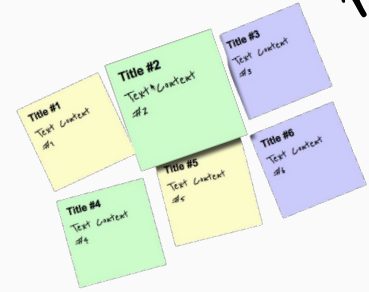 Title #1
Text Content
#1
Title #2
Text Content
#2
Title #3
Text Content
#3
Title #4
Text Content
#4
Title #5
Text Content
#5
Title #6
Text Content
#6